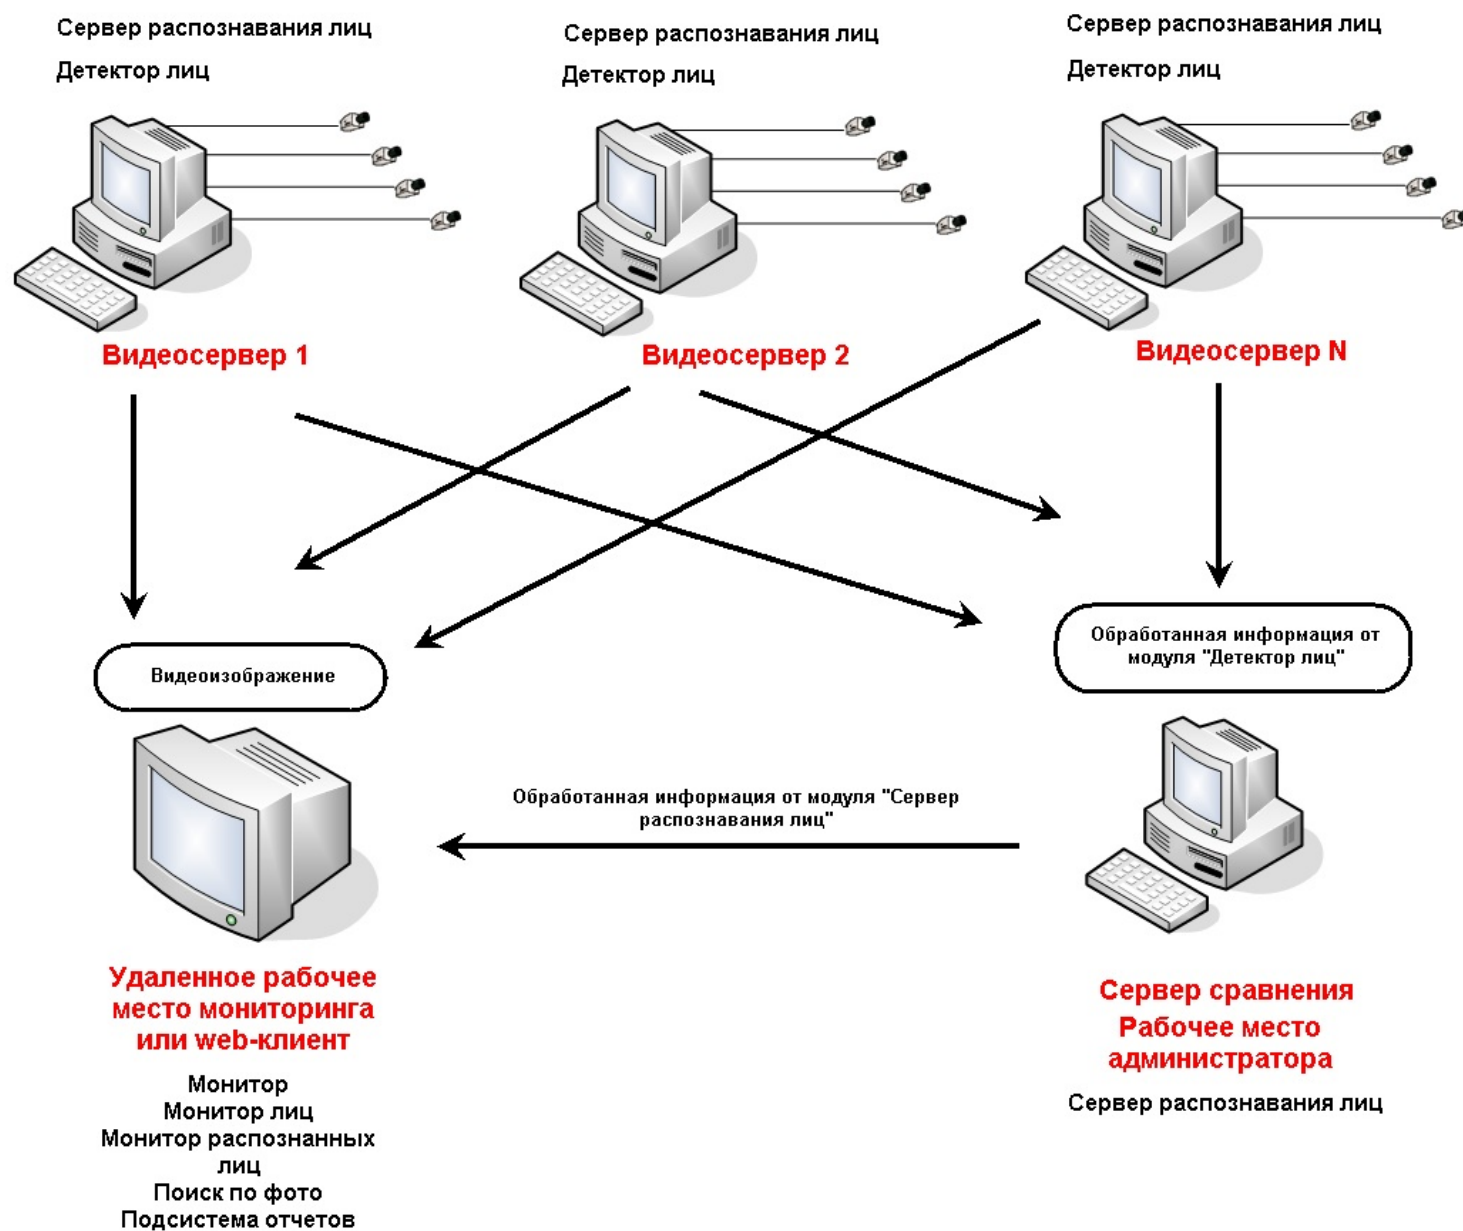 Сервер распознавания лиц
Детектор лиц
Сервер распознавания лиц
Детектор лиц
Сервер распознавания лиц
Детектор лиц
Видеосервер 1
Видеосервер 2
Видеосервер N
Видеоизображение
Обработанная информация от
модуля "Детектор лиц"
Обработанная информация от модуля "Сервер
распознавания лиц"
Удаленное рабочее
место мониторинга
или web-клиент
Монитор
Монитор лиц
Монитор распознанных
лиц
Поиск по фото
Подсистема отчетов
Сервер сравнения
Рабочее место
администратора
Сервер распознавания лиц